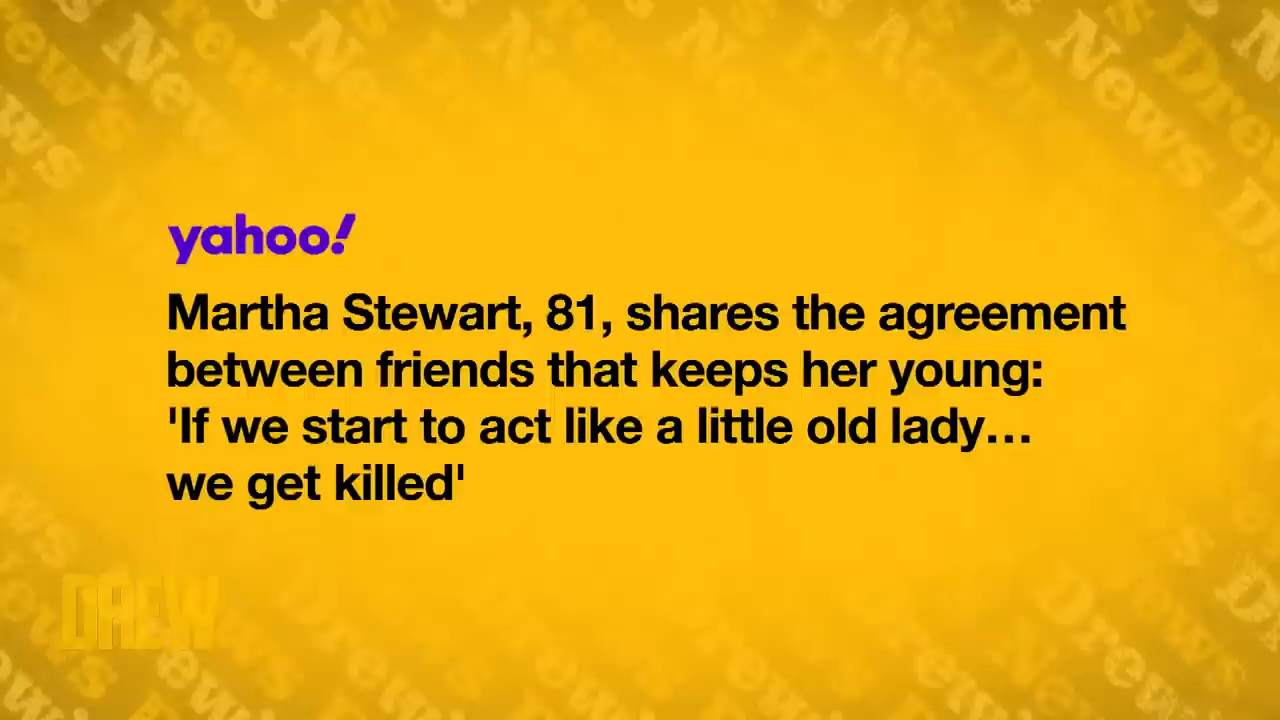 yahoo!
Martha Stewart, 81, shares the agreement
between friends that keeps her young:
'If we start to act like a little old lady...
we get killed'
DREW